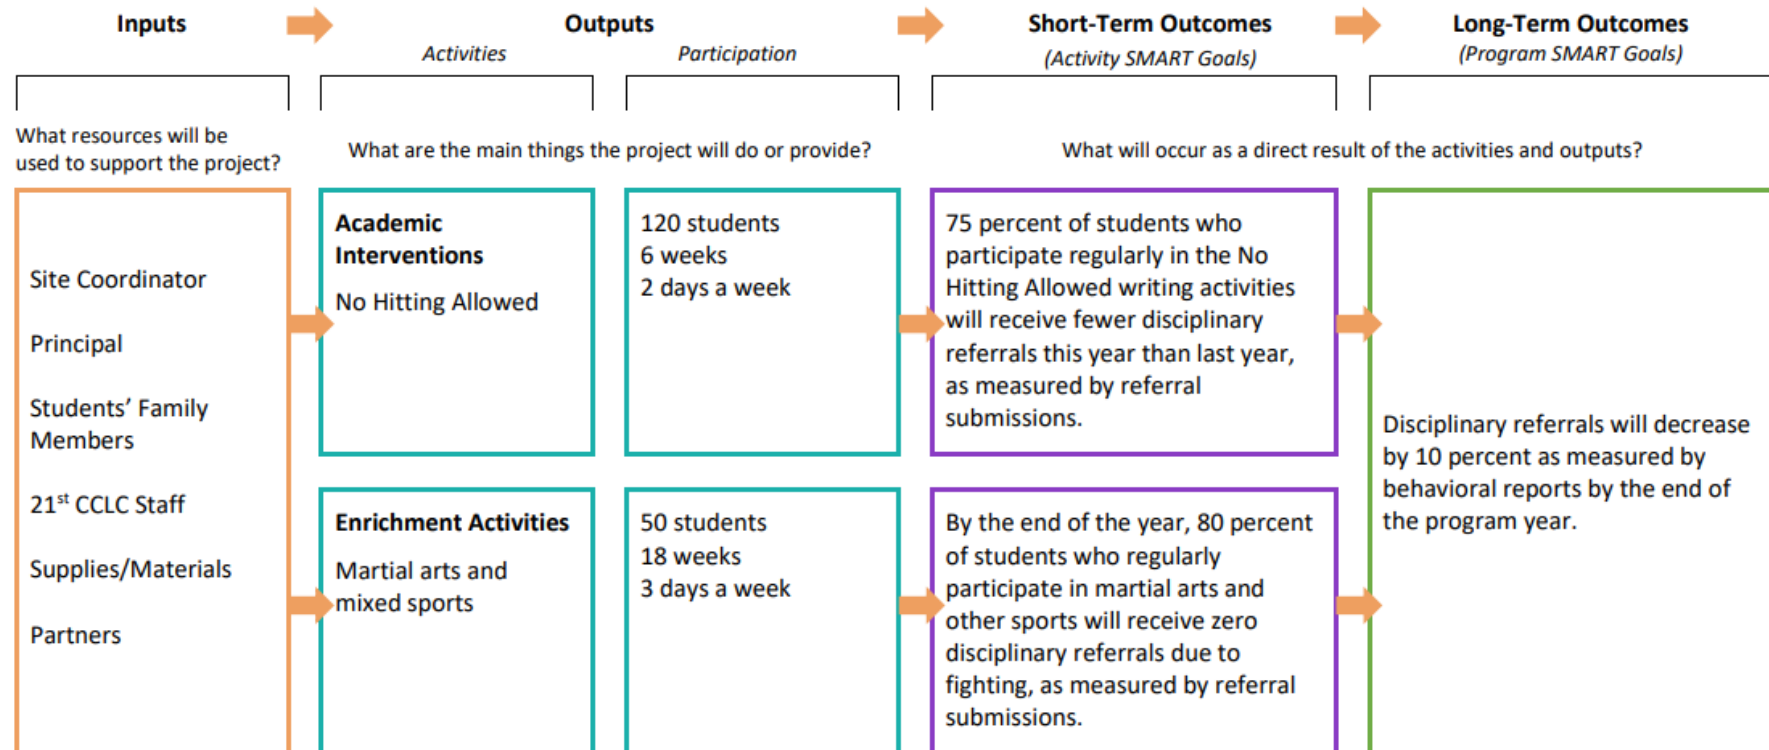 Inputs
Outputs
Activities
Participation
Short-Term Outcomes
(Activity SMART Goals)
Long-Term Outcomes
(Program SMART Goals)
What resources will be
used to support the project?
What are the main things the project will do or provide?
What will occur as a direct result of the activities and outputs?
Site Coordinator
Principal
Students’ Family
Members
21st CCLC Staff
Supplies/Materials
Partners
Academic
Interventions
No Hitting Allowed
120 students
6 weeks
2 days a week
75 percent of students who
participate regularly in the No
Hitting Allowed writing activities
will receive fewer disciplinary
referrals this year than last year,
as measured by referral
submissions.
Enrichment Activities
Martial arts and
mixed sports
50 students
18 weeks
3 days a week
By the end of the year, 80 percent
of students who regularly
participate in martial arts and
other sports will receive zero
disciplinary referrals due to
fighting, as measured by referral
submissions.
Disciplinary referrals will decrease
by 10 percent as measured by
behavioral reports by the end of
the program year.